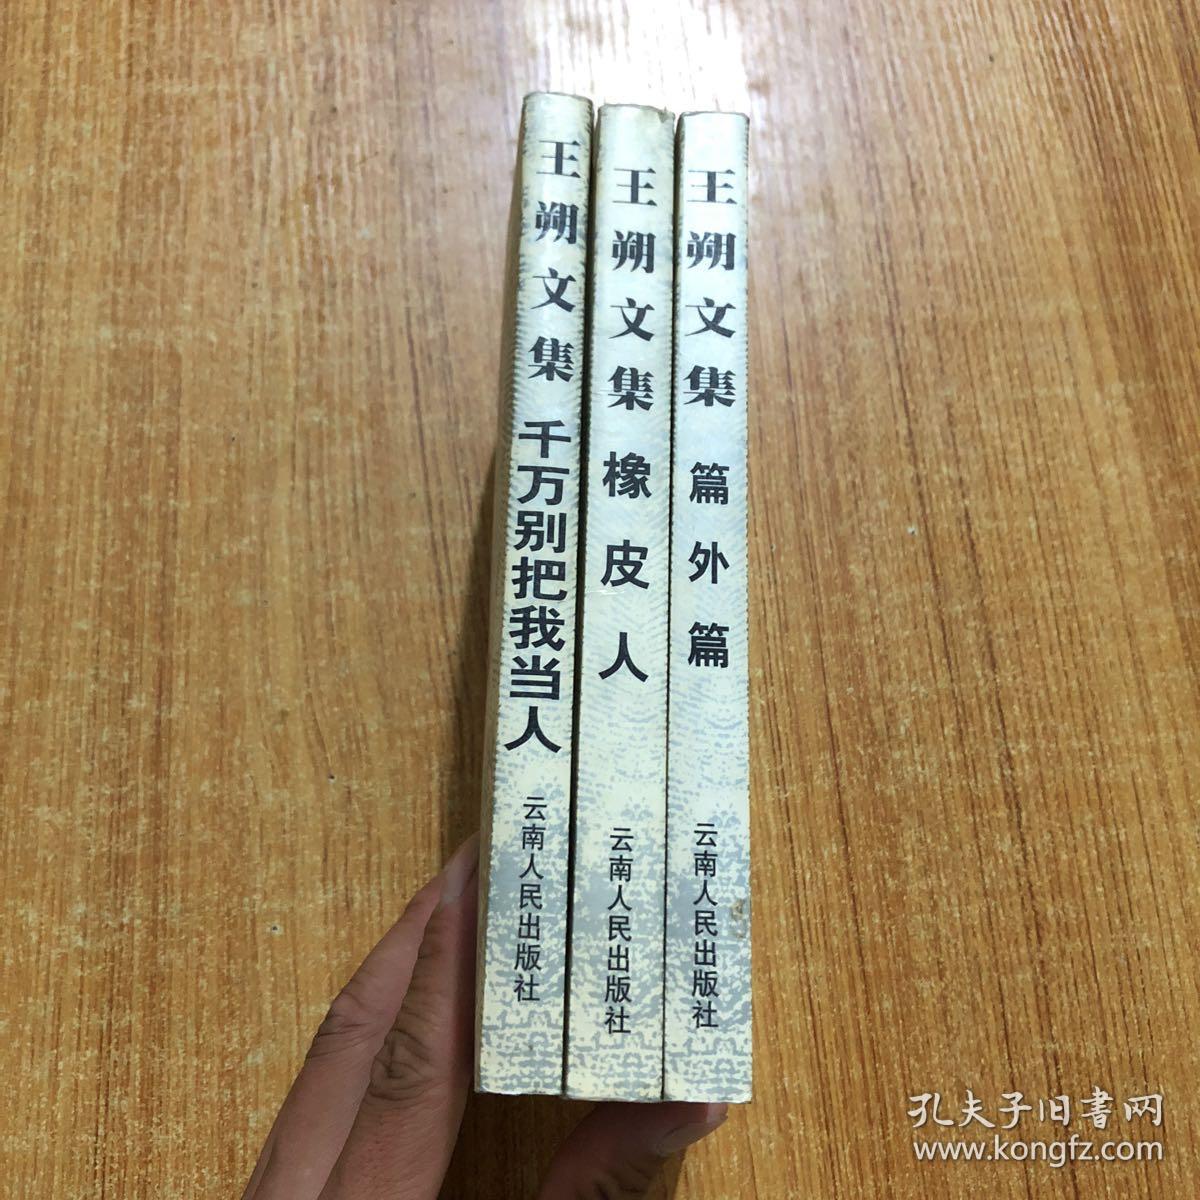 王朔文集 千万别把我当人 云南人民出版社
王朔文集 橡皮人 云南人民出版社
王朔文集 篇外篇 云南人民出版社
孔夫子旧書网
www.kongfz.com